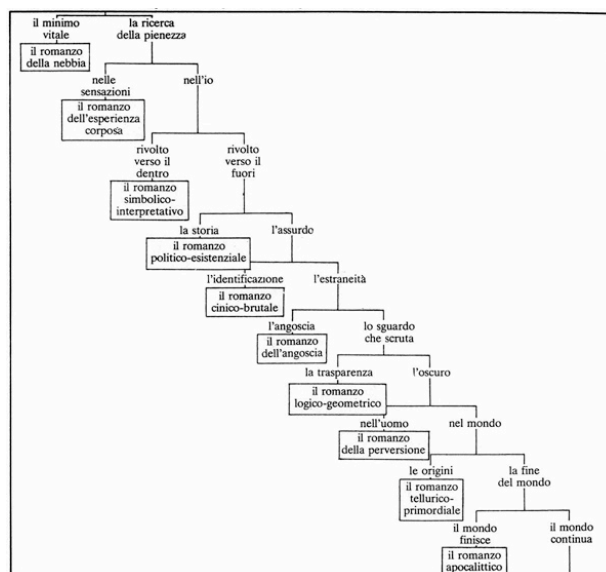 il minimo
vitale
la ricerca
della pienezza
il romanzo
della nebbia
nelle
sensazioni
nell'io
il romanzo
dell'esperienza
corposa
rivolto
verso il
dentro
rivolto
verso il
fuori
il romanzo
simbolico-
interpretativo
la storia
l'assurdo
il romanzo
politico-esistenziale
l'identificazione
l'estraneità
il romanzo
cinico-brutale
l'angoscia
lo sguardo
che scruta
il romanzo
dell'angoscia
la trasparenza
l'oscuro
il romanzo
logico-geometrico
nell'uomo
nel mondo
il romanzo
della perversione
le origini
la fine
del mondo
il romanzo
tellurico-
primordiale
il mondo
finisce
il mondo
continua
il romanzo
apocalittico